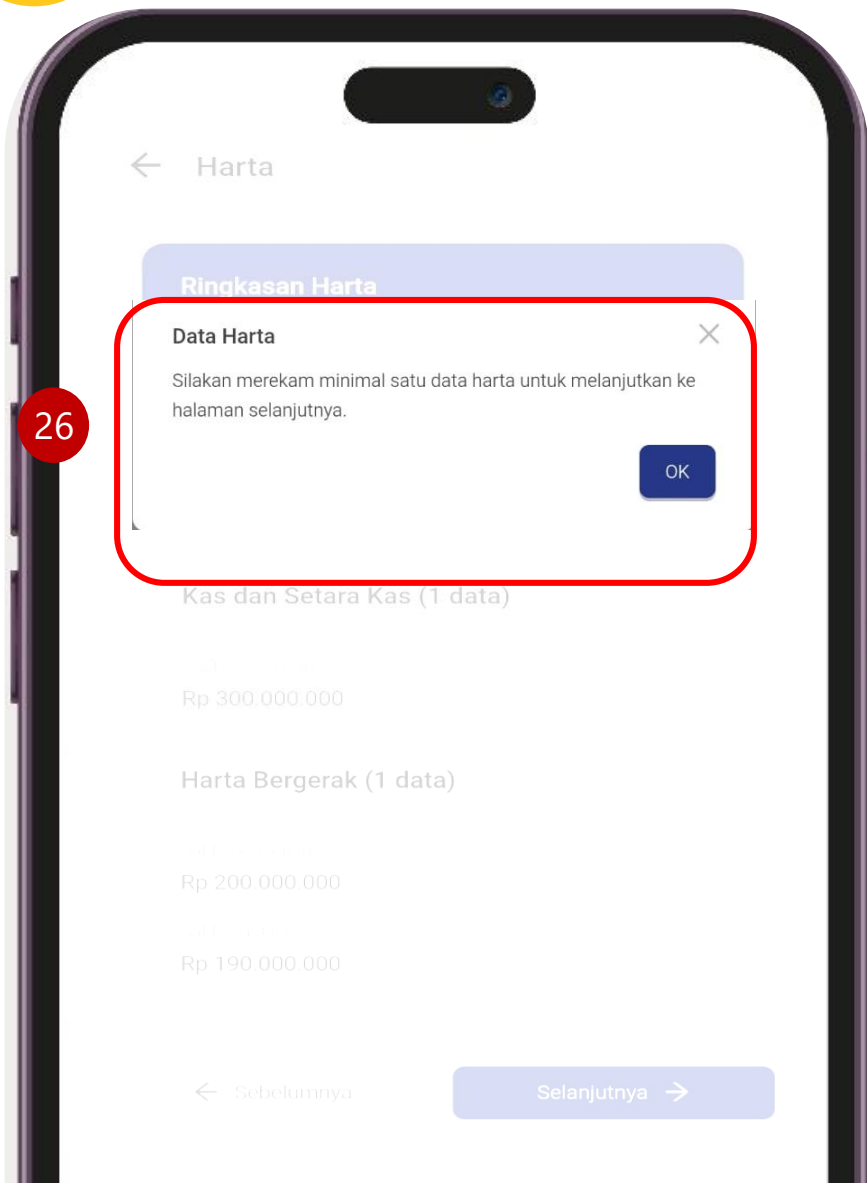 Harta
Ringkasan Harta
Data Harta
Silakan merekam minimal satu data harta untuk melanjutkan ke
halaman selanjutnya.
26
OK
Kas dan Setara Kas (1 data)
Rp 300.000.000
Harta Bergerak (1 data)
Rp 200.000.000
Rp 190.000.000
Sebelumnya
Selanjutnya